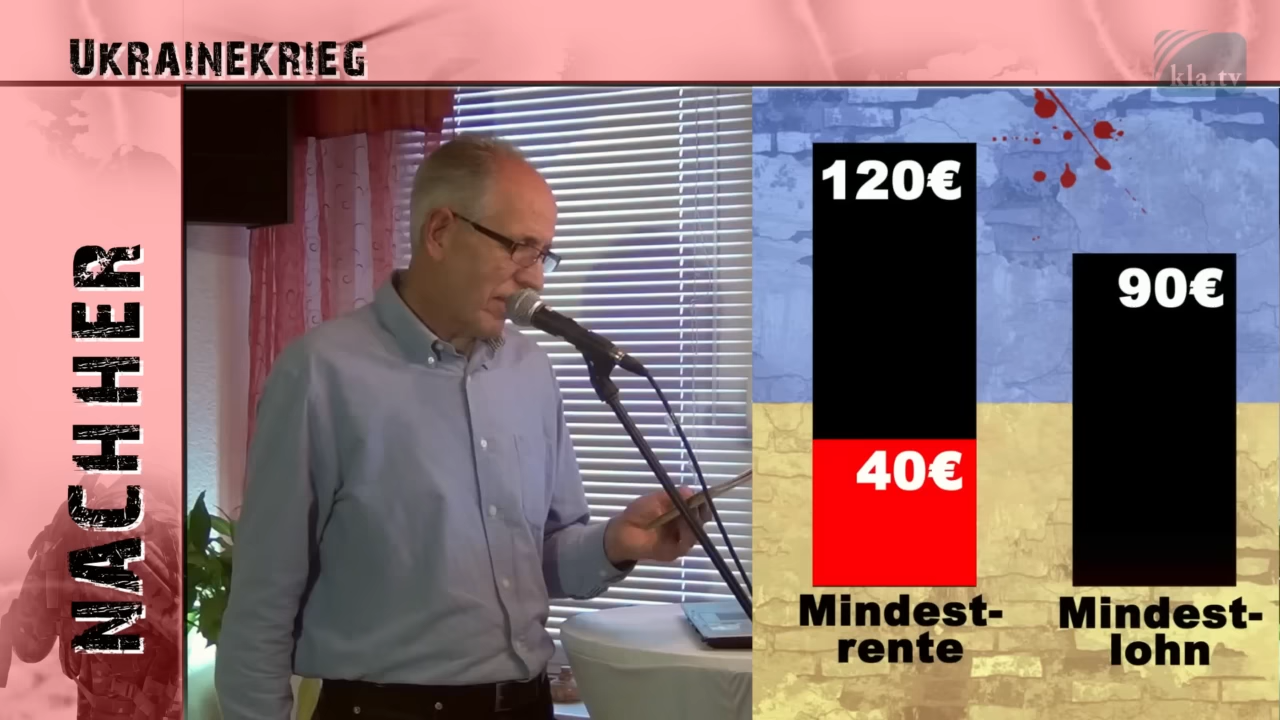 UKRAINEKRIEG
kla.tv
NACHHER
120€
90€
40€
Mindest-
rente
Mindest-
lohn